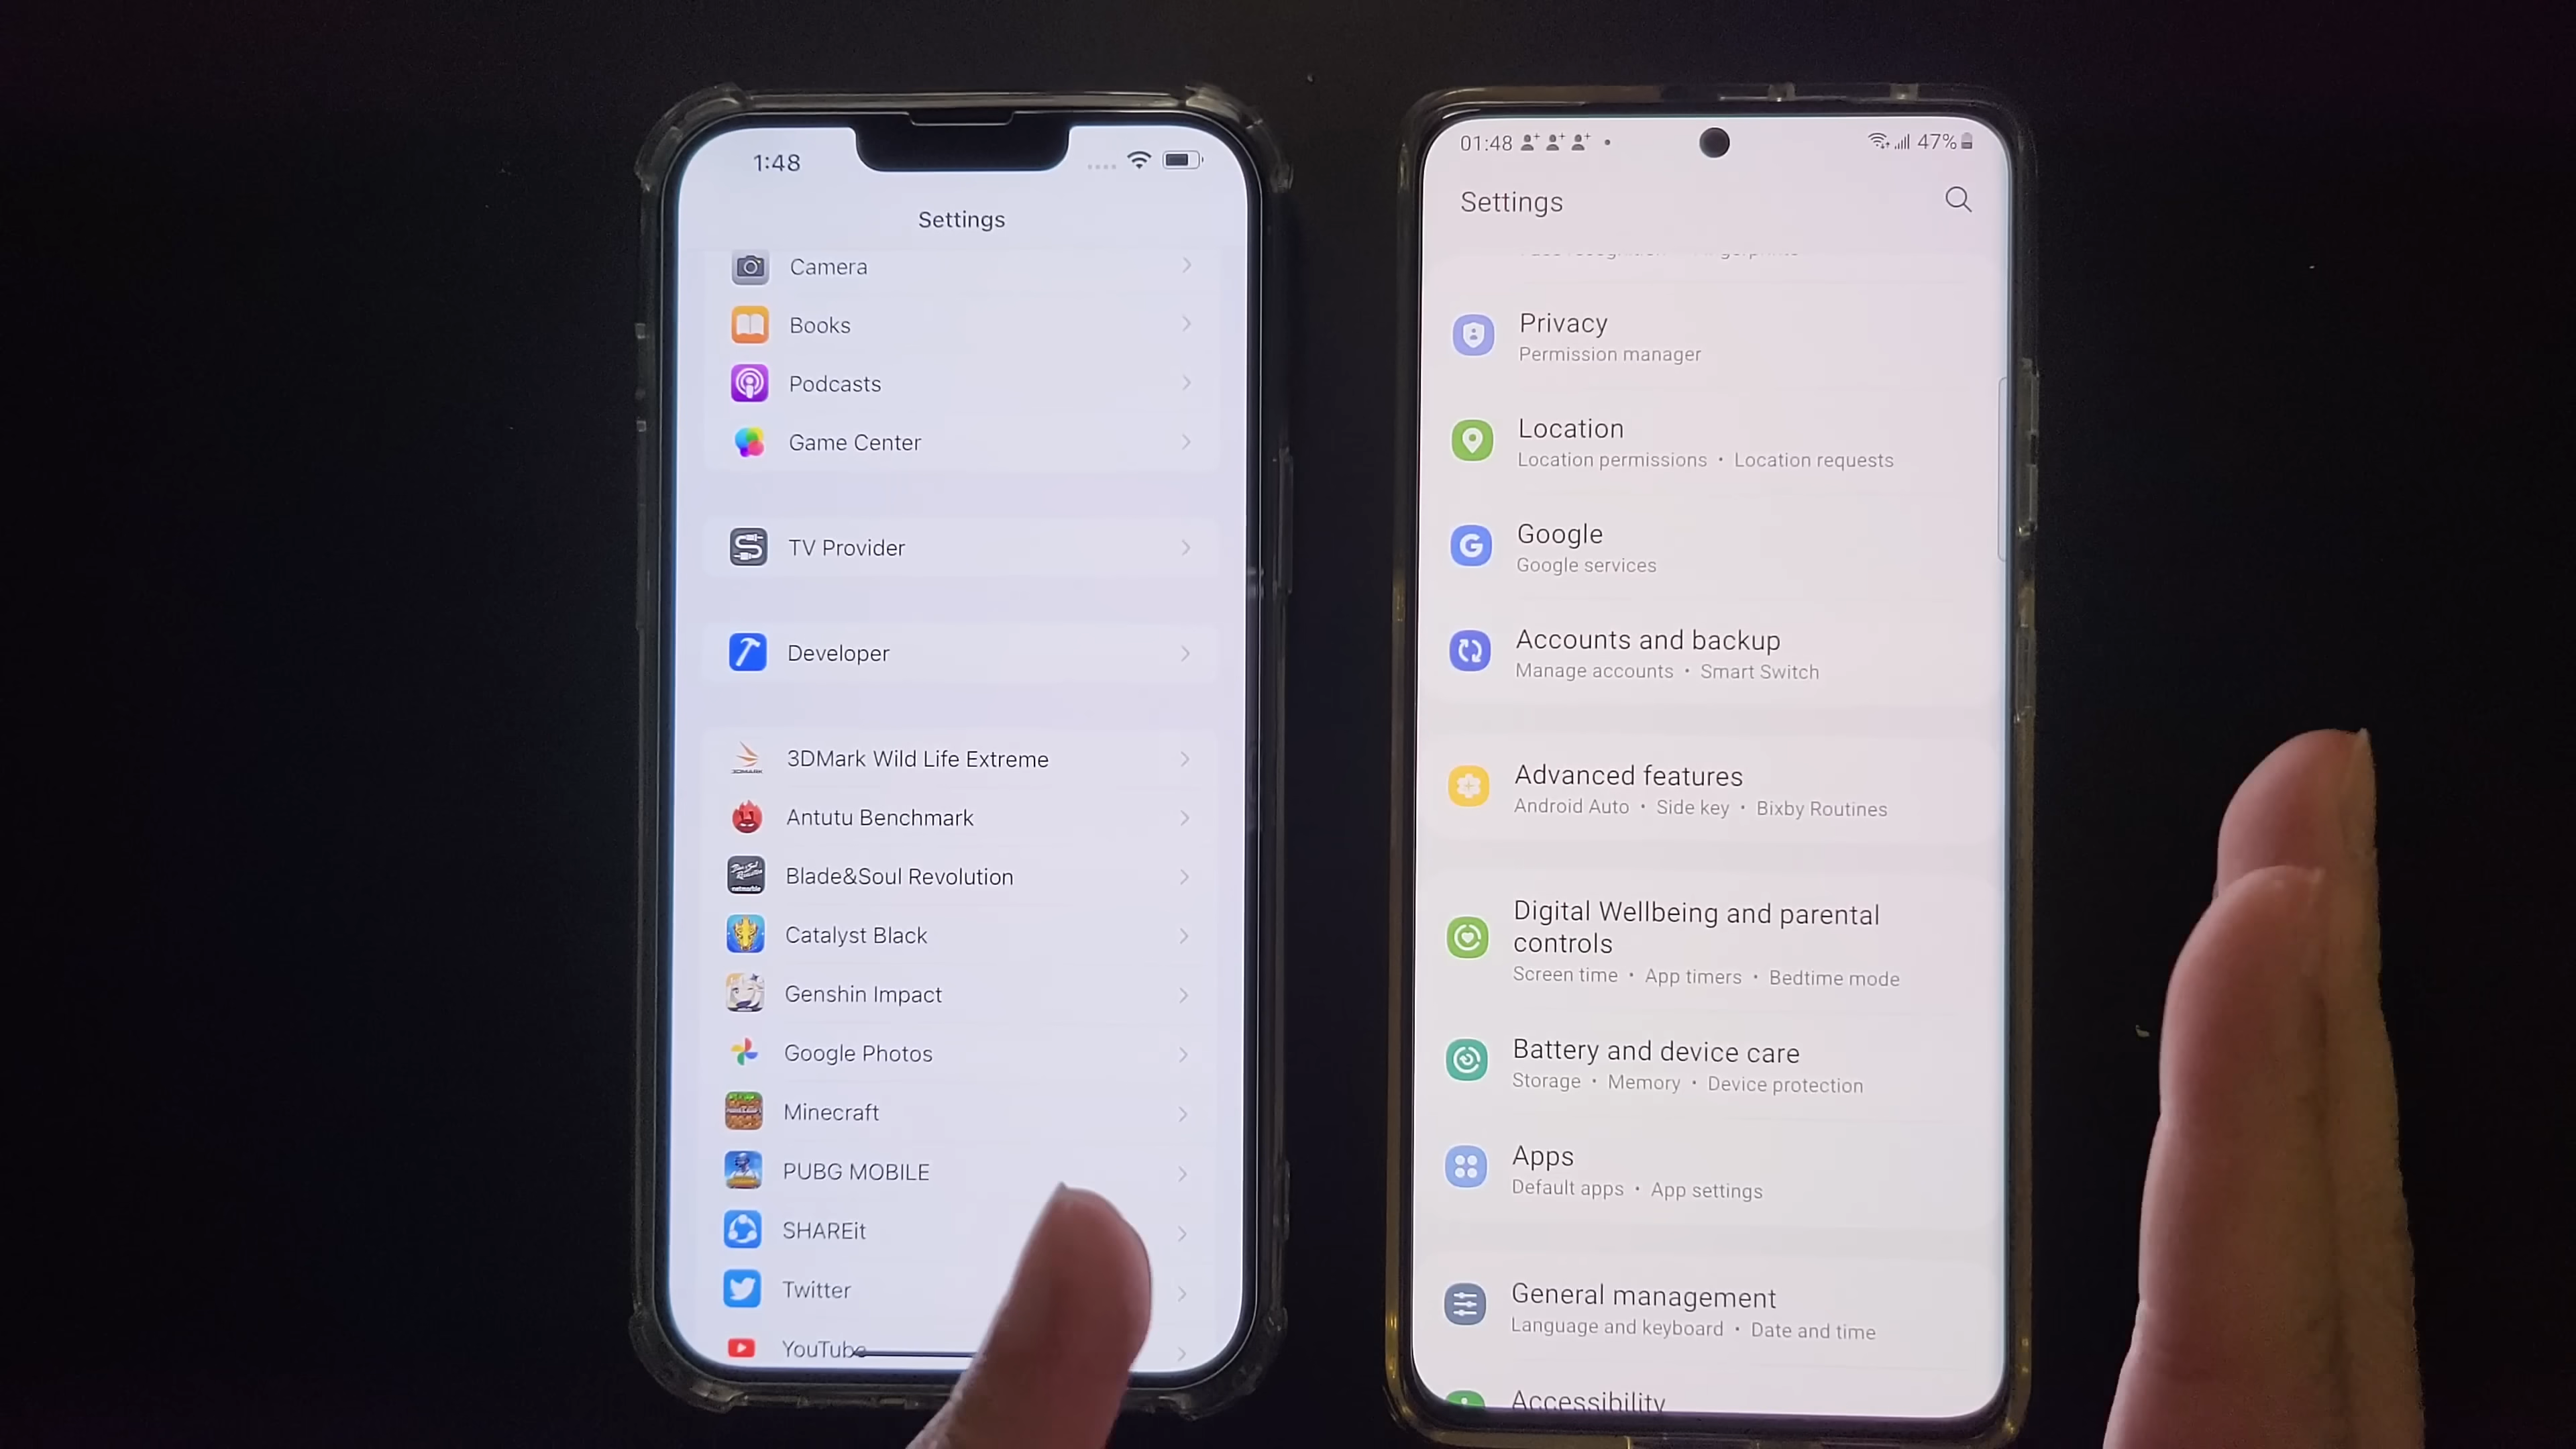 1:48
Settings
Camera
Books
Podcasts
Game Center
TV Provider
Developer
3DMark Wild Life Extreme
Antutu Benchmark
Blade&Soul Revolution
Catalyst Black
Genshin Impact
Google Photos
Minecraft
PUBG MOBILE
SHAREit
Twitter
YouTube
01:48
47%
Settings
Privacy
Permission manager
Location
Location permissions • Location requests
Google
Google services
Accounts and backup
Manage accounts • Smart Switch
Advanced features
Android Auto • Side key • Bixby Routines
Digital Wellbeing and parental
controls
Screen time • App timers • Bedtime mode
Battery and device care
Storage • Memory • Device protection
Apps
Default apps • App settings
General management
Language and keyboard • Date and time
Accessibility